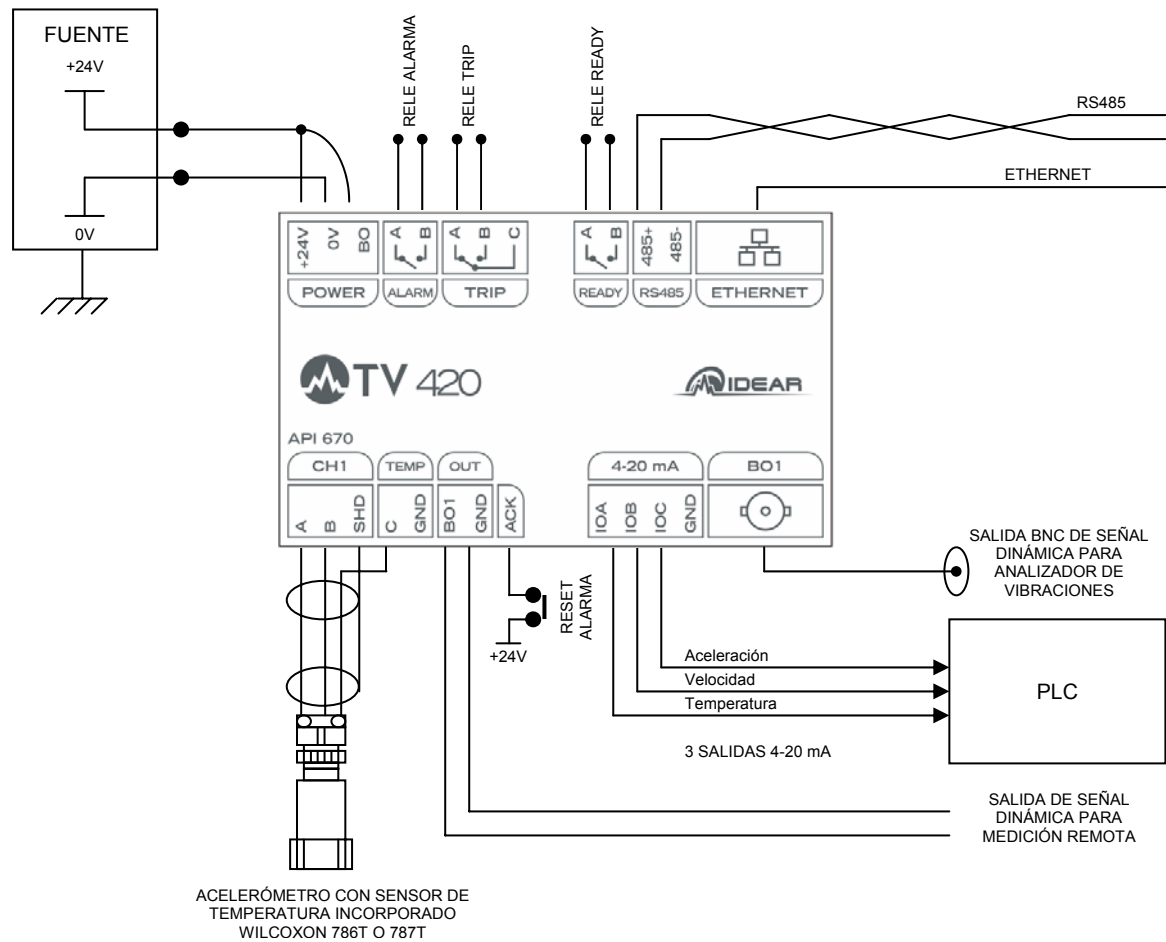 FUENTE
+24V
0V
RELE ALARMA
RELE TRIP
RELE READY
RS485
ETHERNET
+24V
0V
BO
A
B
A
B
C
A
B
485+
485-
POWER
ALARM
TRIP
READY
RS485
ETHERNET
TV 420
IDEAR
API 670
CH1
TEMP
OUT
4-20 mA
BO1
A
B
SHD
C
GND
BO1
GND
ACK
IOA
IOB
IOC
GND
RESET
ALARMA
+24V
SALIDA BNC DE SEÑAL
DINÁMICA PARA
ANALIZADOR DE
VIBRACIONES
Aceleración
Velocidad
Temperatura
PLC
3 SALIDAS 4-20 mA
SALIDA DE SEÑAL
DINÁMICA PARA
MEDICIÓN REMOTA
ACELERÓMETRO CON SENSOR DE
TEMPERATURA INCORPORADO
WILCOXON 786T O 787T